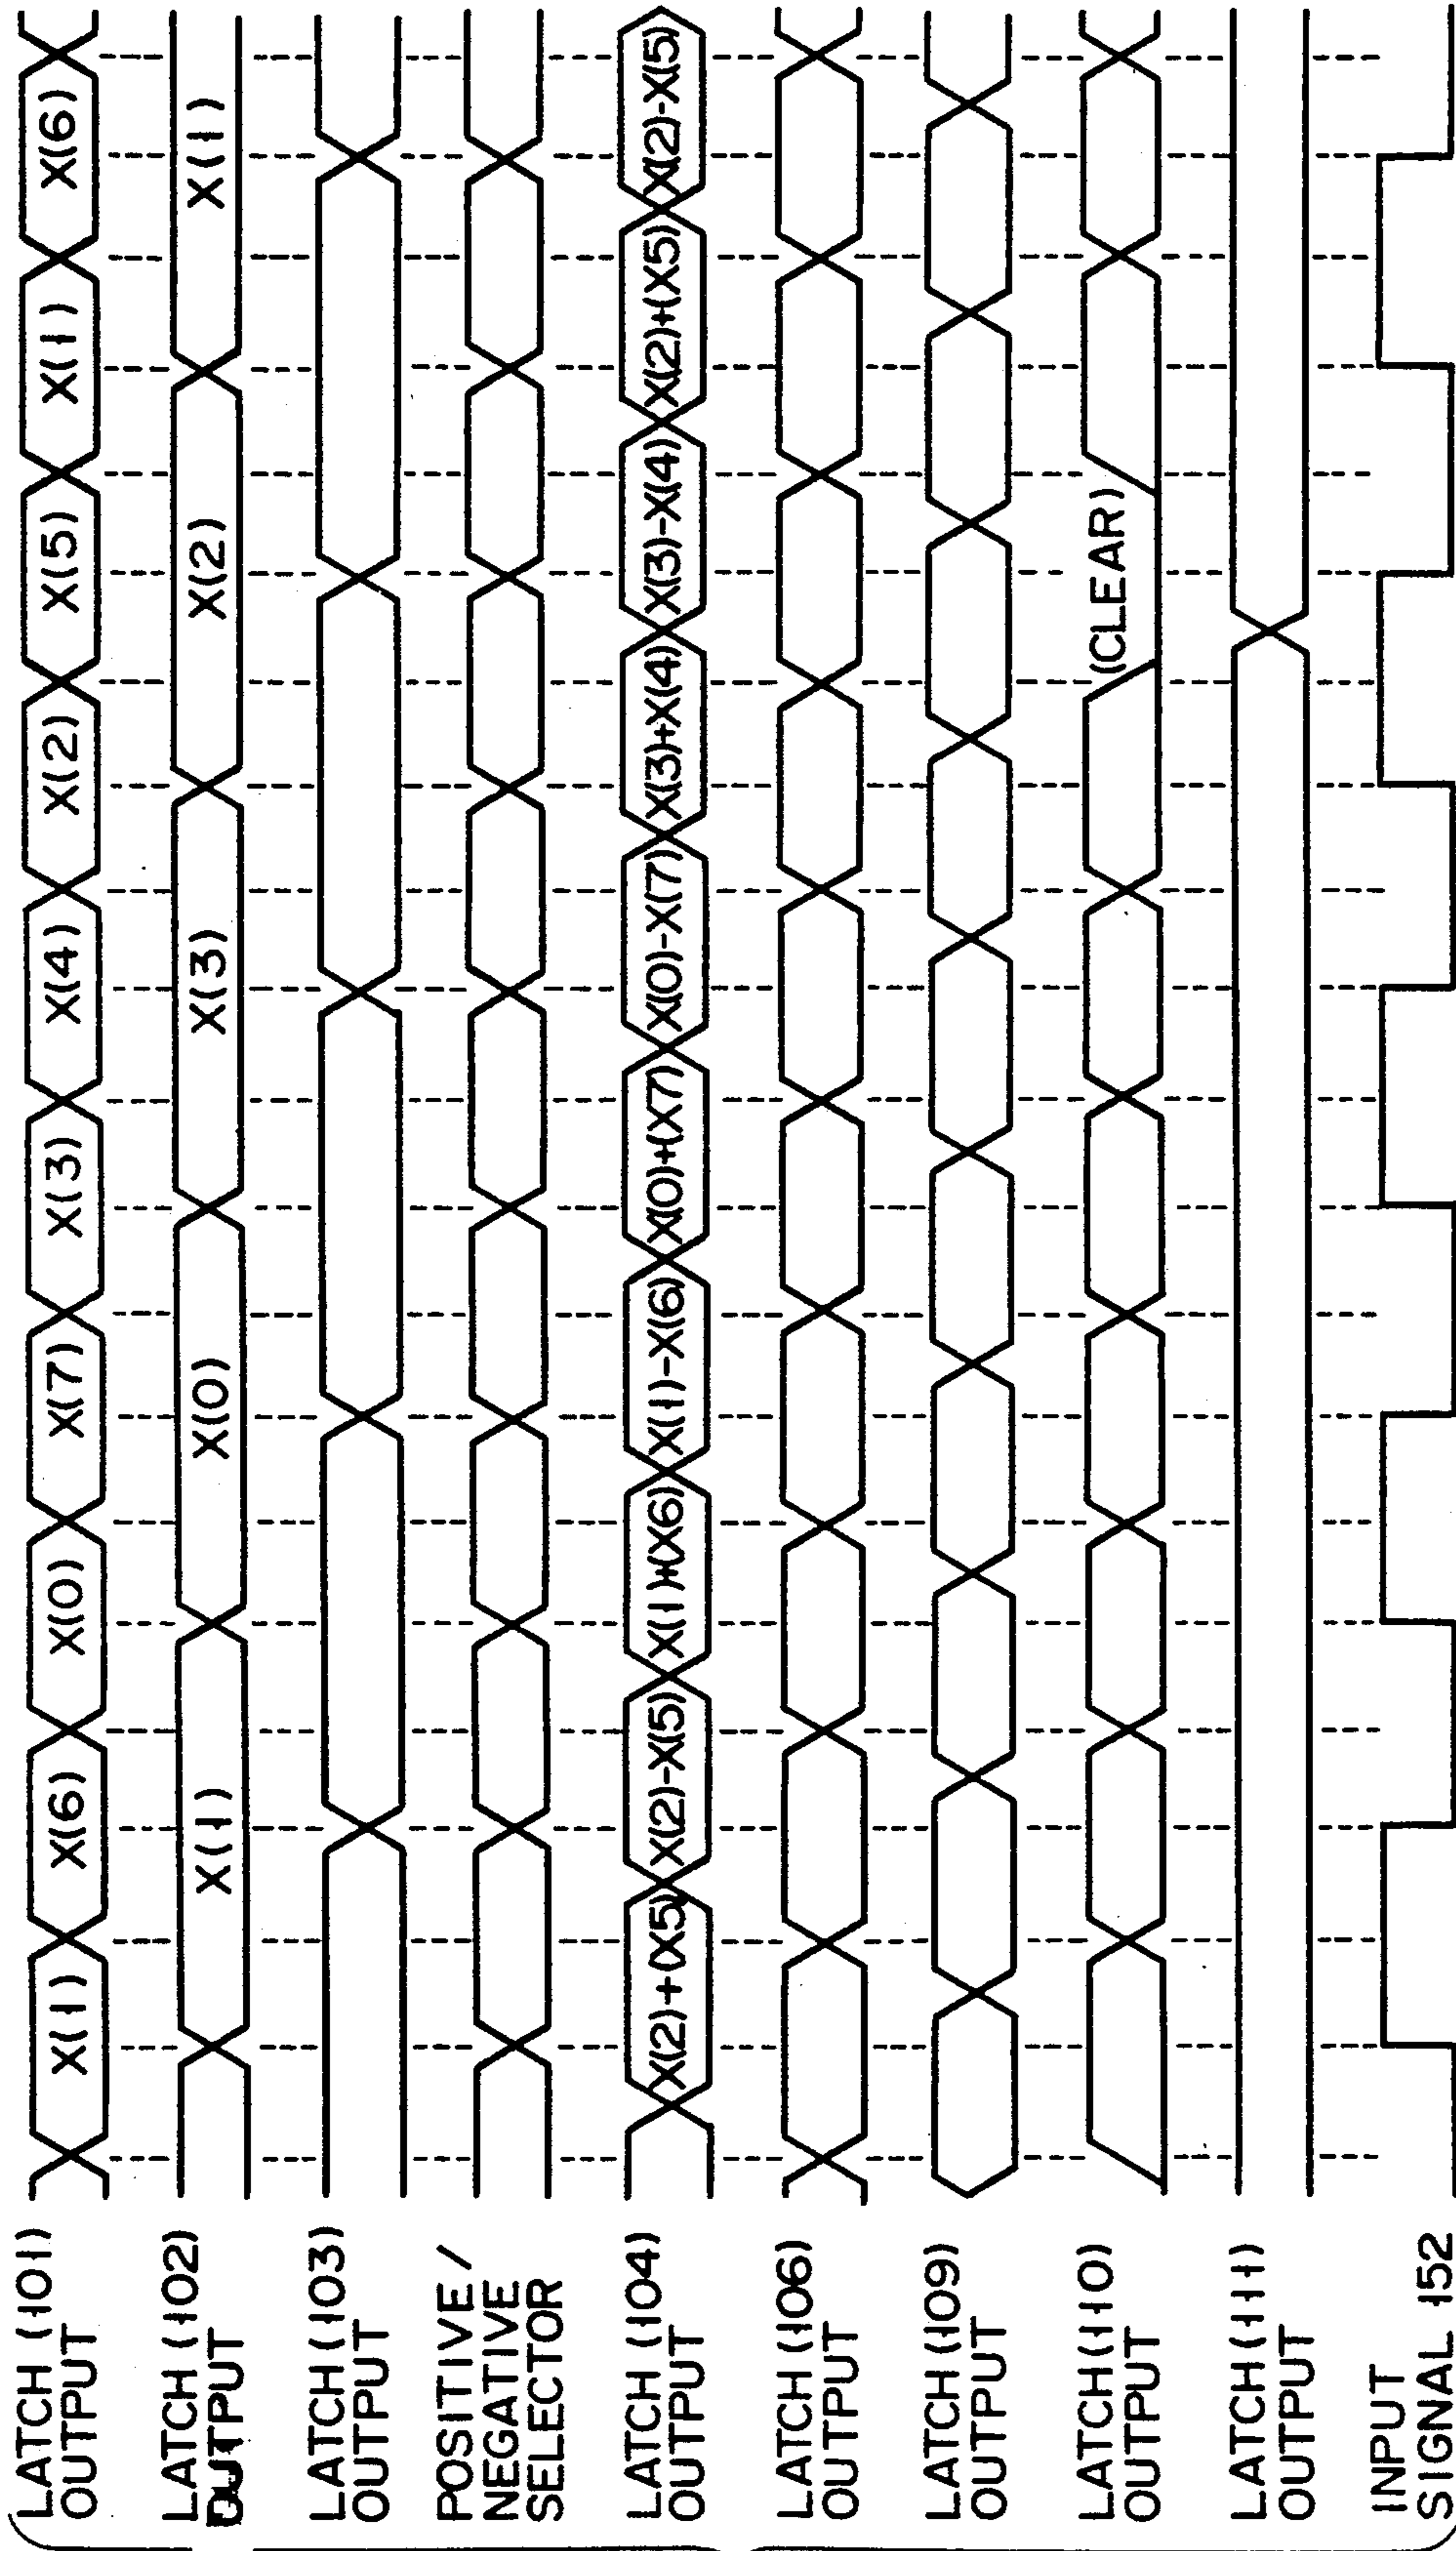 LATCH (101)
OUTPUT
X(1)
X(6)
X(0)
X(7)
X(3)
X(4)
X(2)
X(5)
X(1)
X(6)
LATCH (102)
OUTPUT
X(1)
X(0)
X(3)
X(2)
X(1)
LATCH (103)
OUTPUT
POSITIVE /
NEGATIVE
SELECTOR
LATCH (104)
OUTPUT
X(2)+(X5)
X(2)-X(5)
X(1)+(X6)
X(1)-X(6)
X(0)+(X7)
X(0)-X(7)
X(3)+X(4)
X(3)-X(4)
X(2)+(X5)
X(2)-X(5)
LATCH (106)
OUTPUT
LATCH (109)
OUTPUT
LATCH (110)
OUTPUT
(CLEAR)
LATCH (111)
OUTPUT
INPUT
SIGNAL 152